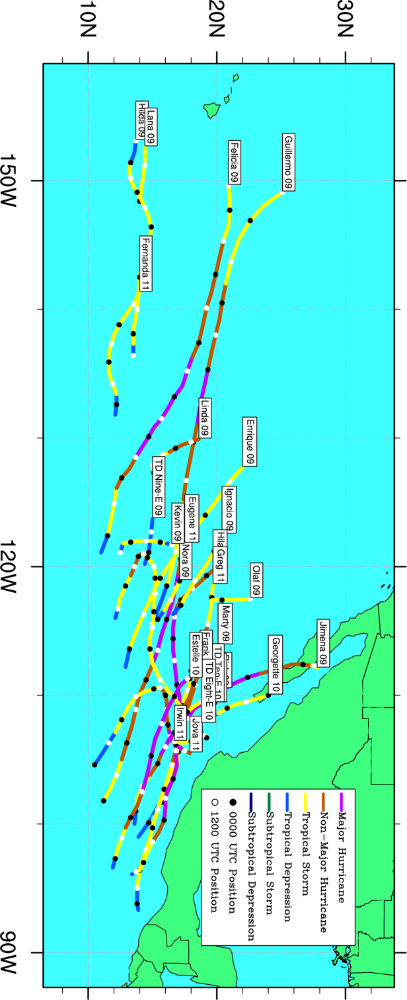 30N
20N
10N
150W
120W
90W
Guillermo 09
Felicia 09
Lana 09
Hilda 09
Fernanda 11
Linda 09
Enrique 09
Ignacio 09
TD Nine-E 09
Eugene 11
Kevin 09
Nora 09
Greg 11
Olaf 09
Marty 09
Jimena 09
Georgette 10
Frank
Estelle 10
TD Ten-E 10
TD Eight-E 10
Irwin 11
Jova 11
Major Hurricane
Non-Major Hurricane
Tropical Storm
Tropical Depression
Subtropical Storm
Subtropical Depression
0000 UTC Position
1200 UTC Position